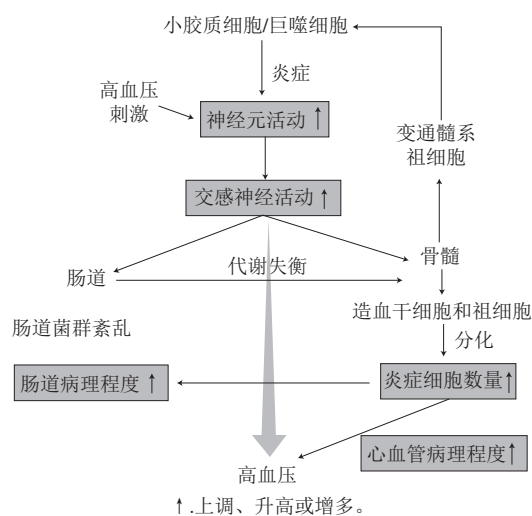 小胶质细胞/巨噬细胞
炎症
高血压
刺激
神经元活动↑
变通髓系
祖细胞
交感神经活动↑
肠道
代谢失衡
骨髓
造血干细胞和祖细胞
肠道菌群紊乱
分化
肠道病理程度↑
炎症细胞数量↑
心血管病理程度↑
高血压
↑.上调、升高或增多。